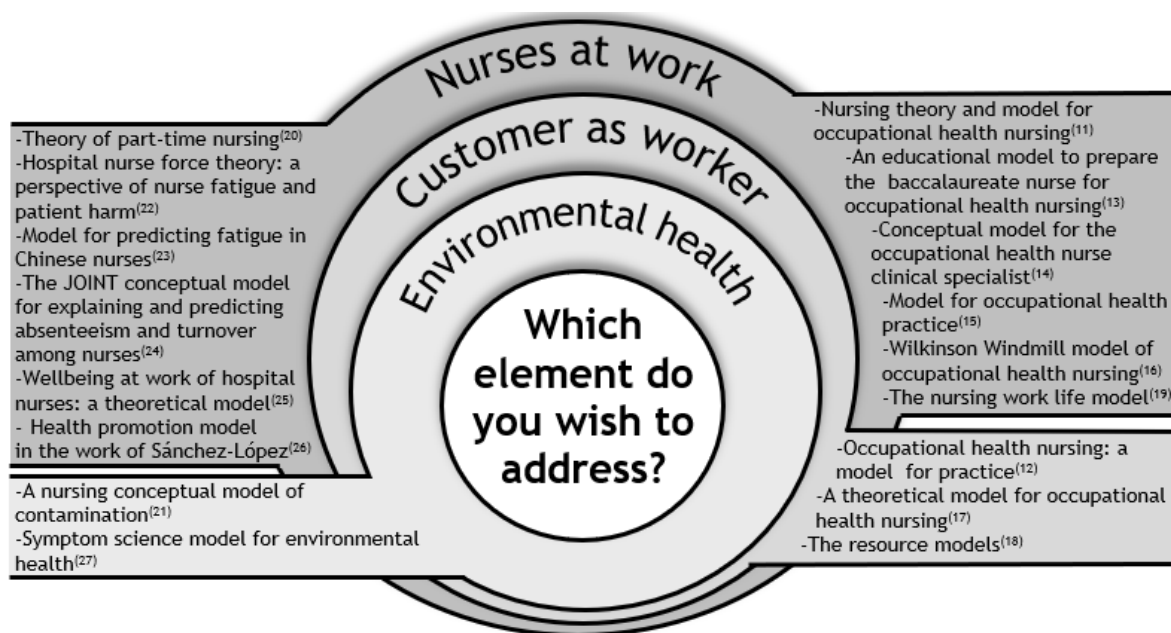 Nurses at work
Customer as worker
Environmental health
Which
element do
you wish to
address?
-Theory of part-time nursing(20)
-Hospital nurse force theory: a
perspective of nurse fatigue and
patient harm(22)
-Model for predicting fatigue in
Chinese nurses(23)
-The JOINT conceptual model
for explaining and predicting
absenteeism and turnover
among nurses(24)
-Wellbeing at work of hospital
nurses: a theoretical model(25)
- Health promotion model
in the work of Sánchez-López(26)
-A nursing conceptual model of
contamination(21)
-Symptom science model for environmental
health(27)
-Nursing theory and model for
occupational health nursing(11)
-An educational model to prepare
the baccalaureate nurse for
occupational health nursing(13)
-Conceptual model for the
occupational health nurse
clinical specialist(14)
-Model for occupational health
practice(15)
-Wilkinson Windmill model of
occupational health nursing(16)
-The nursing work life model(19)
-Occupational health nursing: a
model for practice(12)
-A theoretical model for occupational
health nursing(17)
-The resource models(18)